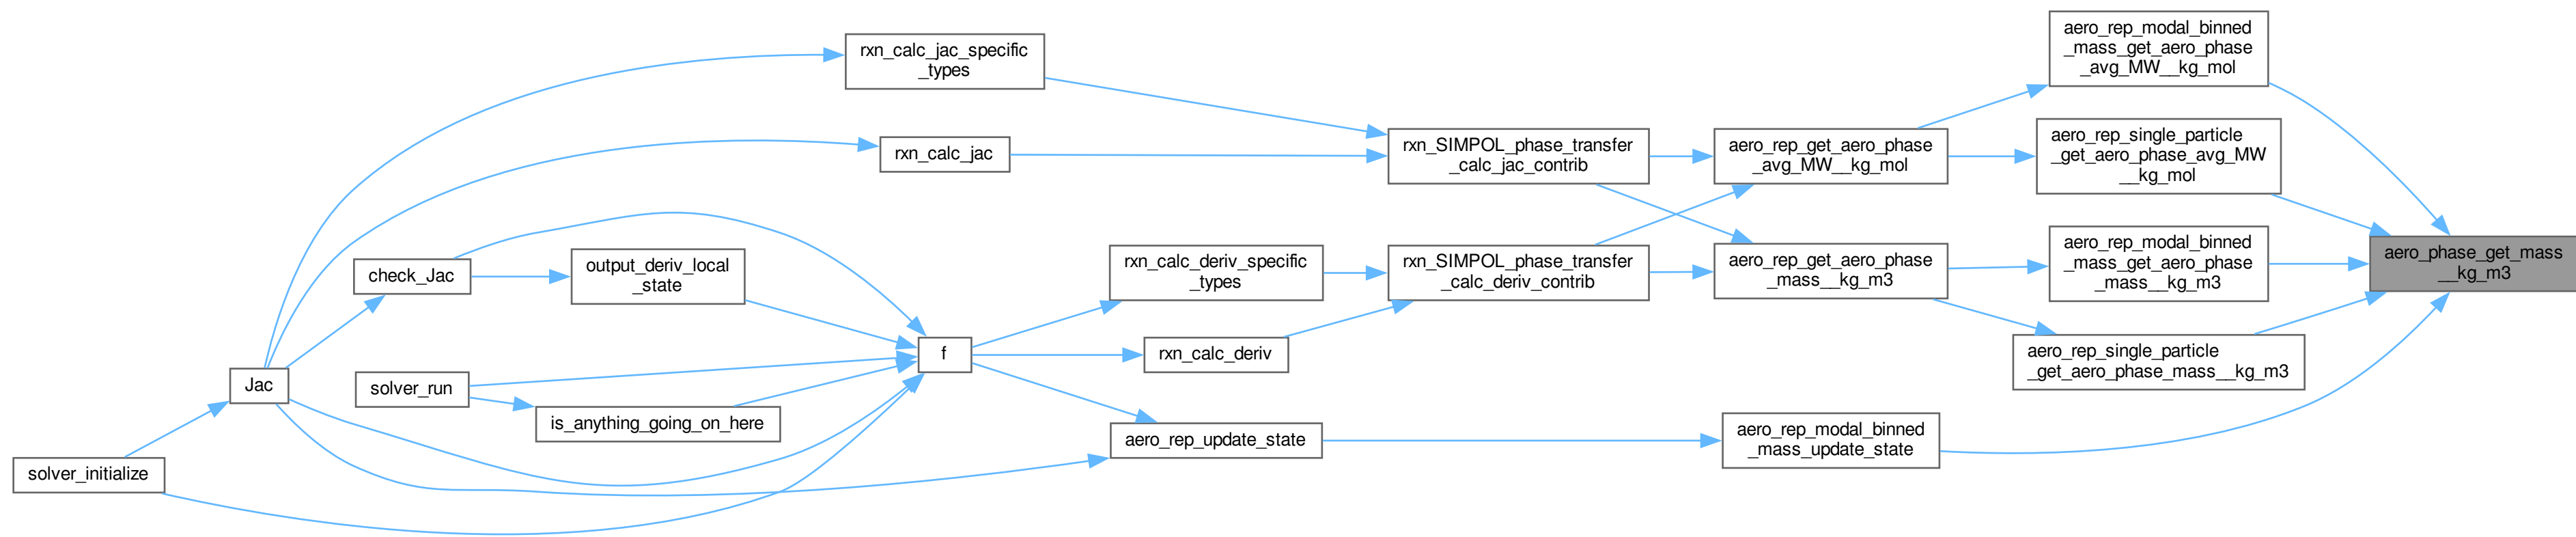 aero_rep_modal_binned
_mass_get_aero_phase
_avg_MW__kg_mol
rxn_calc_jac_specific
_types
aero_rep_single_particle
_get_aero_phase_avg_MW
__kg_mol
rxn_SIMPOL_phase_transfer
_calc_jac_contrib
aero_rep_get_aero_phase
_avg_MW__kg_mol
rxn_calc_jac
aero_rep_modal_binned
_mass_get_aero_phase
_mass__kg_m3
aero_phase_get_mass
__kg_m3
rxn_calc_deriv_specific
_types
rxn_SIMPOL_phase_transfer
_calc_deriv_contrib
aero_rep_get_aero_phase
_mass__kg_m3
check_Jac
output_deriv_local
_state
f
rxn_calc_deriv
aero_rep_single_particle
_get_aero_phase_mass__kg_m3
Jac
solver_run
is_anything_going_on_here
aero_rep_update_state
aero_rep_modal_binned
_mass_update_state
solver_initialize